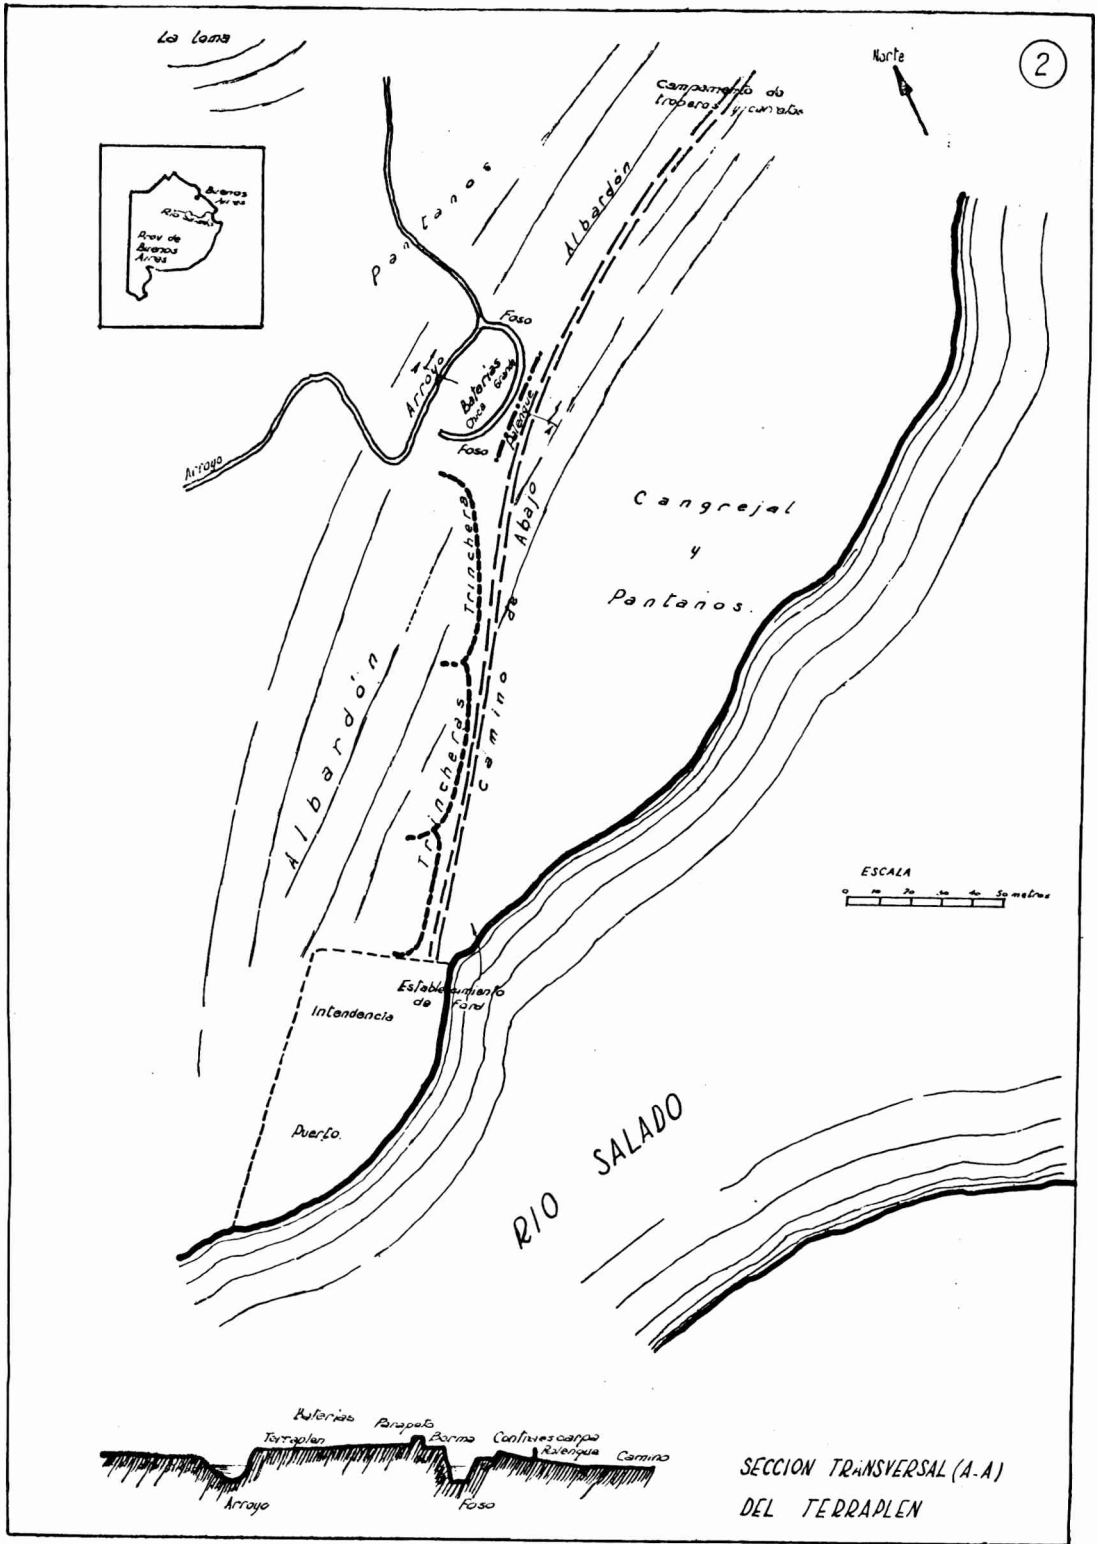 La Loma
Norte
2
Campamento de
troperos y carretas
Buenos
Aires
Rio Salado
Prov de
Buenos
Aires
Pantanos
Albardón
Foso
Arroyo
Baterias
Chica Grande
Palenque
A
A
Foso
Arroyo
Trinchera
Camino de Abajo
Cangrejal
y
Pantanos.
Albardón
Trincheras
ESCALA
0 10 20 30 40 50 metros
Establecimiento
de Ford
Intendencia
Puerto.
RIO SALADO
Baterias Parapeto
Terraplen Berma Contraescarpa
Palenque Camino
Arroyo Foso
SECCION TRANSVERSAL (A-A)
DEL TERRAPLEN